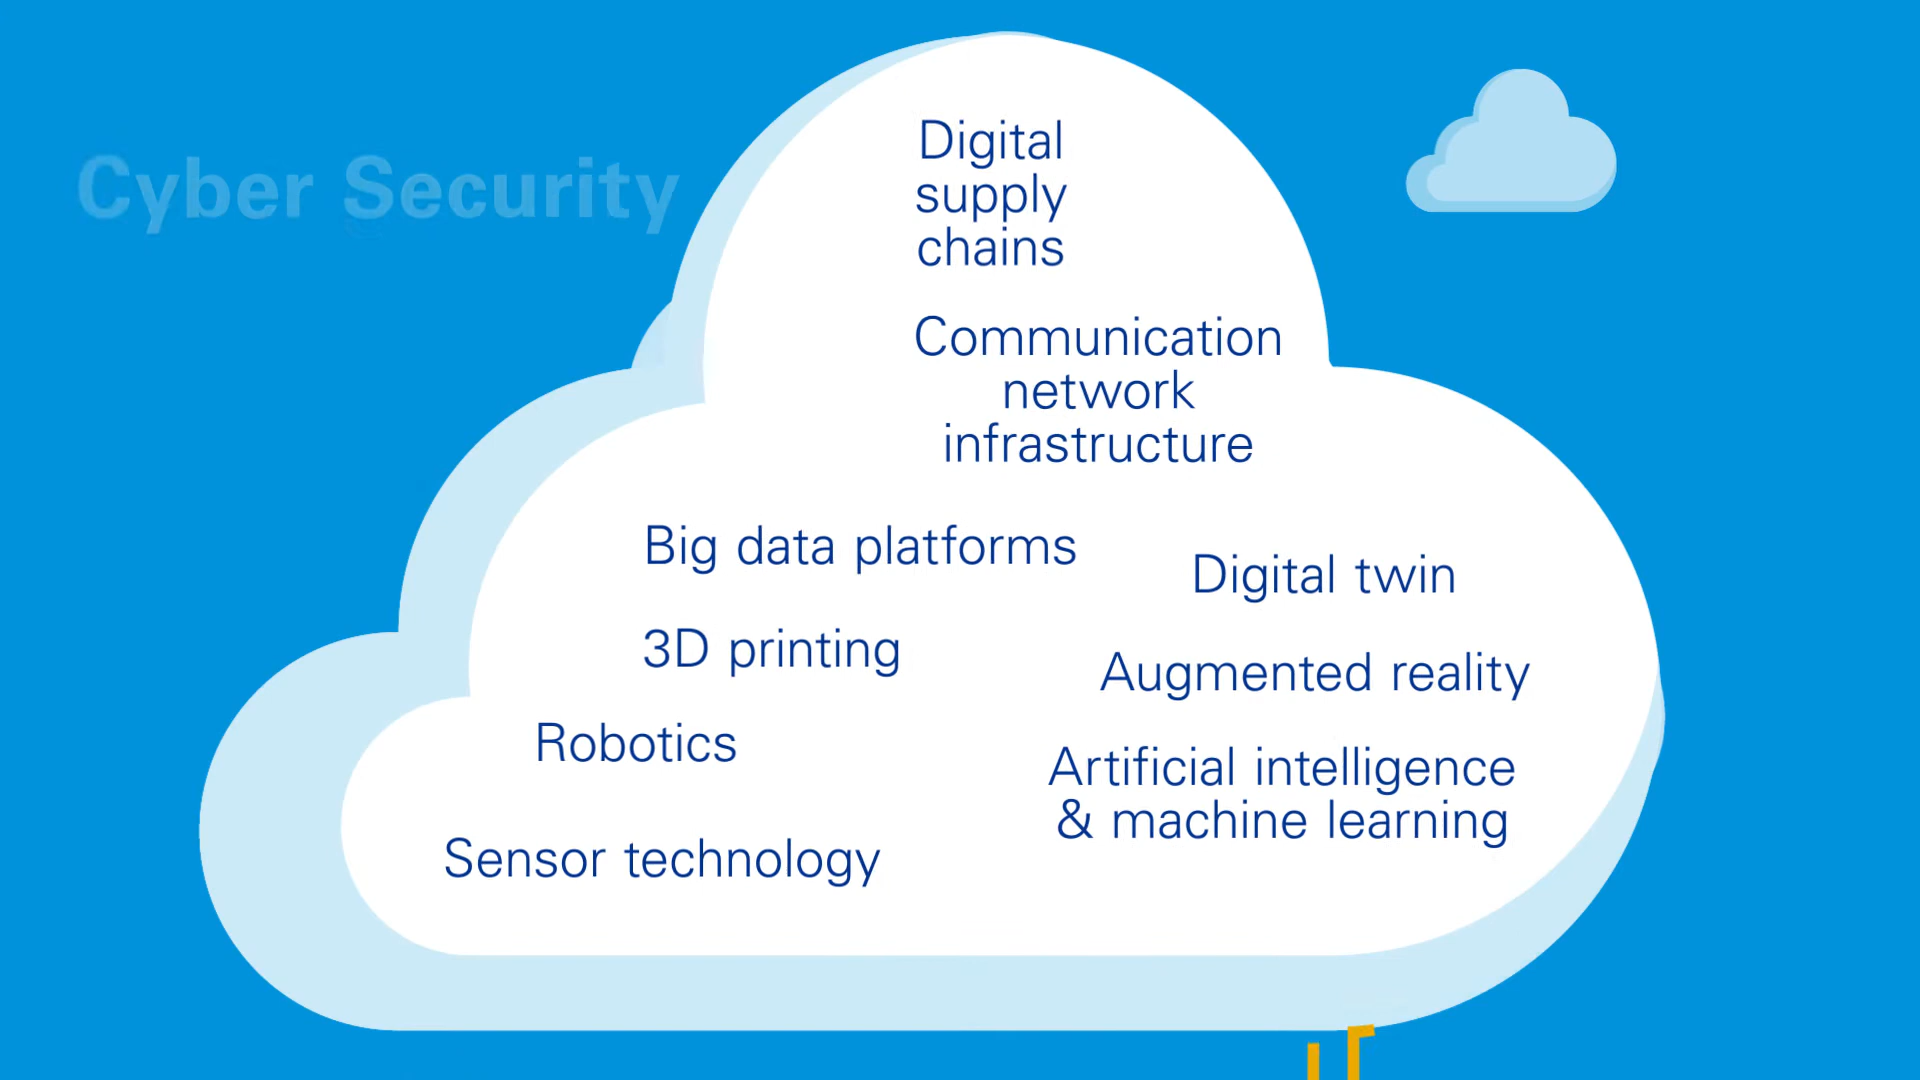 Cyber Security
Digital
supply
chains
Communication
network
infrastructure
Big data platforms
Digital twin
3D printing
Augmented reality
Robotics
Artificial intelligence
& machine learning
Sensor technology